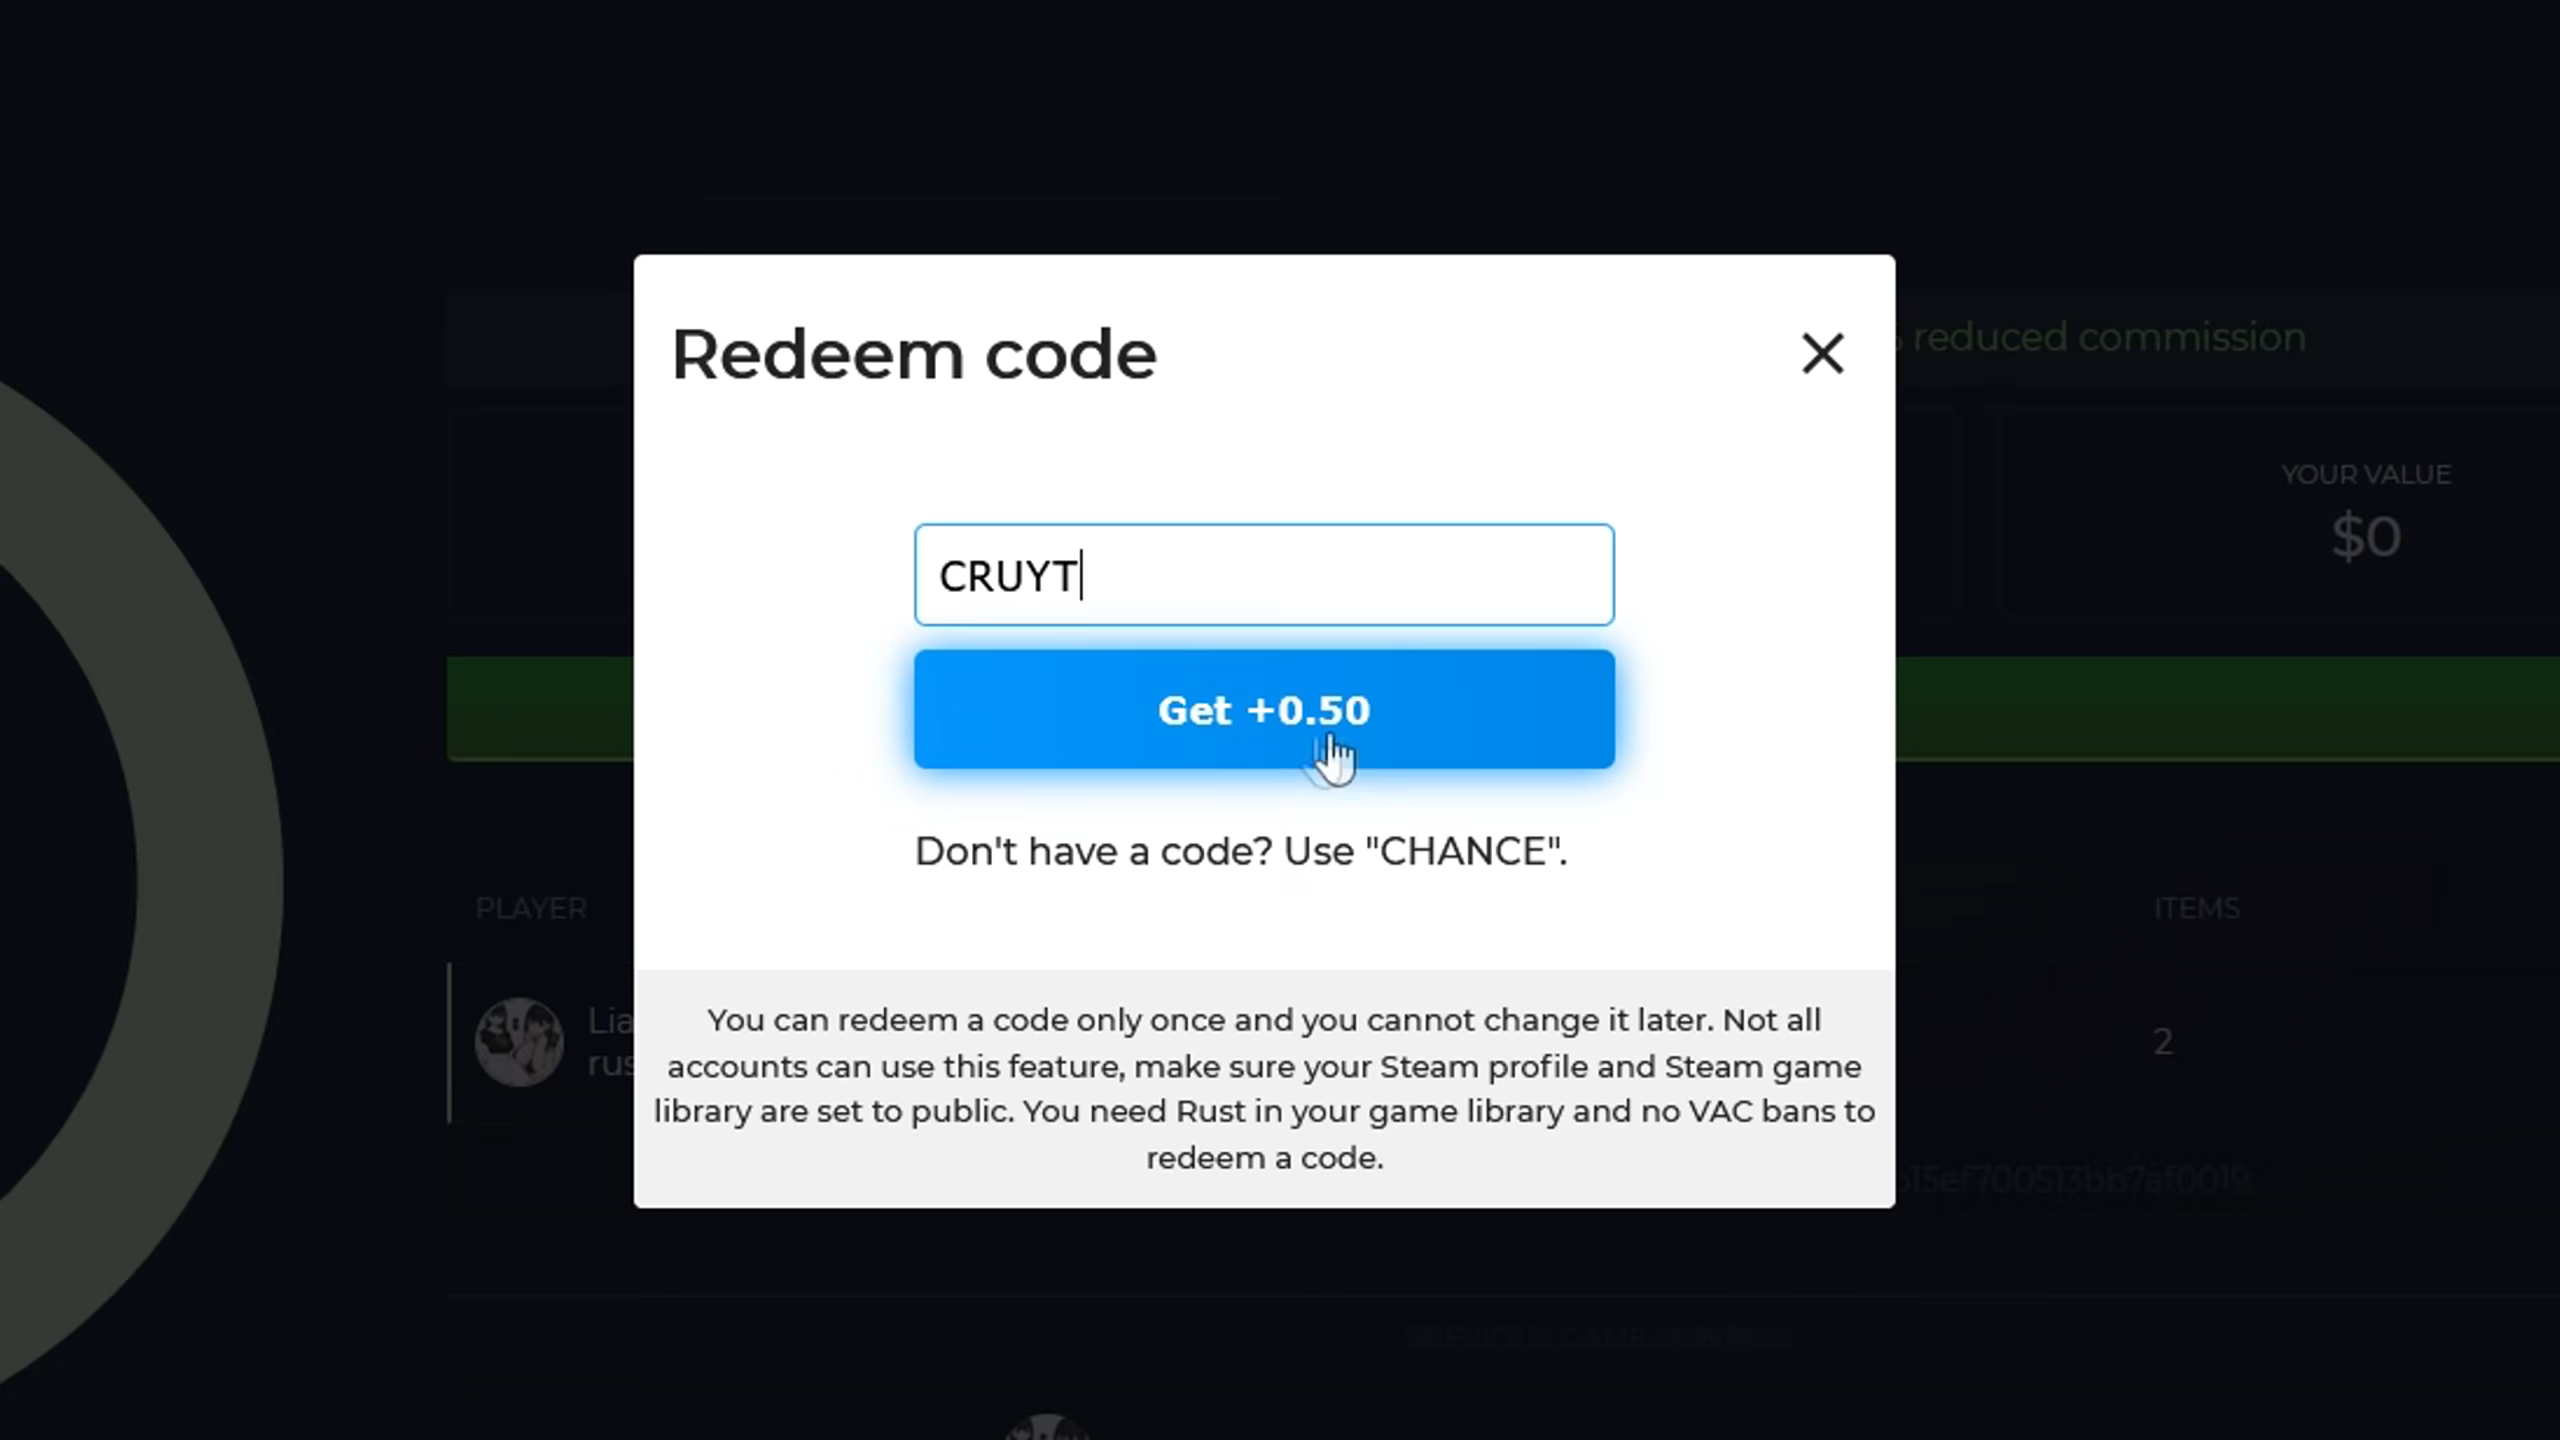 Redeem code
reduced commission
YOUR VALUE
$0
CRUYT
Get +0.50
Don't have a code? Use "CHANCE".
PLAYER
ITEMS
Lia
rus
2
You can redeem a code only once and you cannot change it later. Not all
accounts can use this feature, make sure your Steam profile and Steam game
library are set to public. You need Rust in your game library and no VAC bans to
redeem a code.
15ef700513bb7af0019